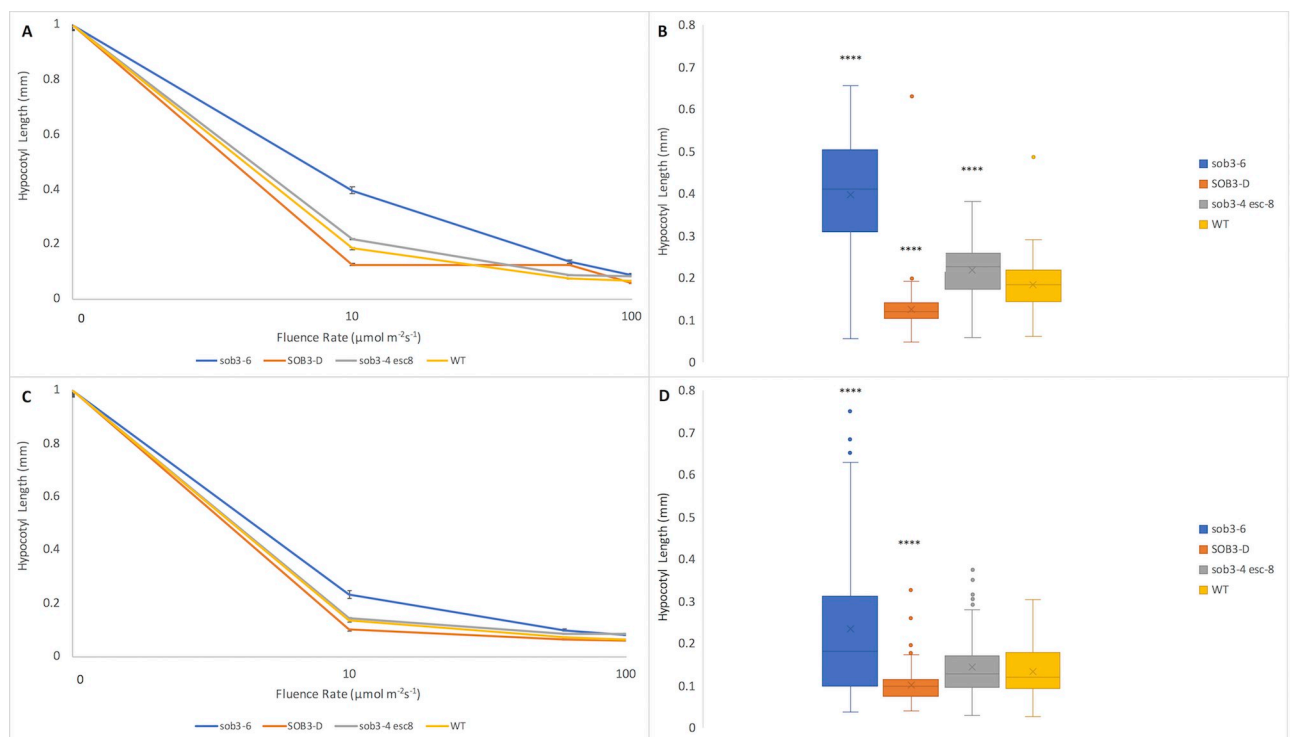 A
Hypocotyl Length (mm)
1
0.8
0.6
0.4
0.2
0
0
10
100
Fluence Rate (µmol m⁻²s⁻¹)
sob3-6 SOB3-D sob3-4 esc8 WT
B
Hypocotyl Length (mm)
0.8
0.7
0.6
0.5
0.4
0.3
0.2
0.1
0
****
****
****
sob3-6
SOB3-D
sob3-4 esc-8
WT
C
Hypocotyl Length (mm)
1
0.8
0.6
0.4
0.2
0
0
10
100
Fluence Rate (µmol m⁻²s⁻¹)
sob3-6 SOB3-D sob3-4 esc8 WT
D
Hypocotyl Length (mm)
0.8
0.7
0.6
0.5
0.4
0.3
0.2
0.1
0
****
****
sob3-6
SOB3-D
sob3-4 esc-8
WT